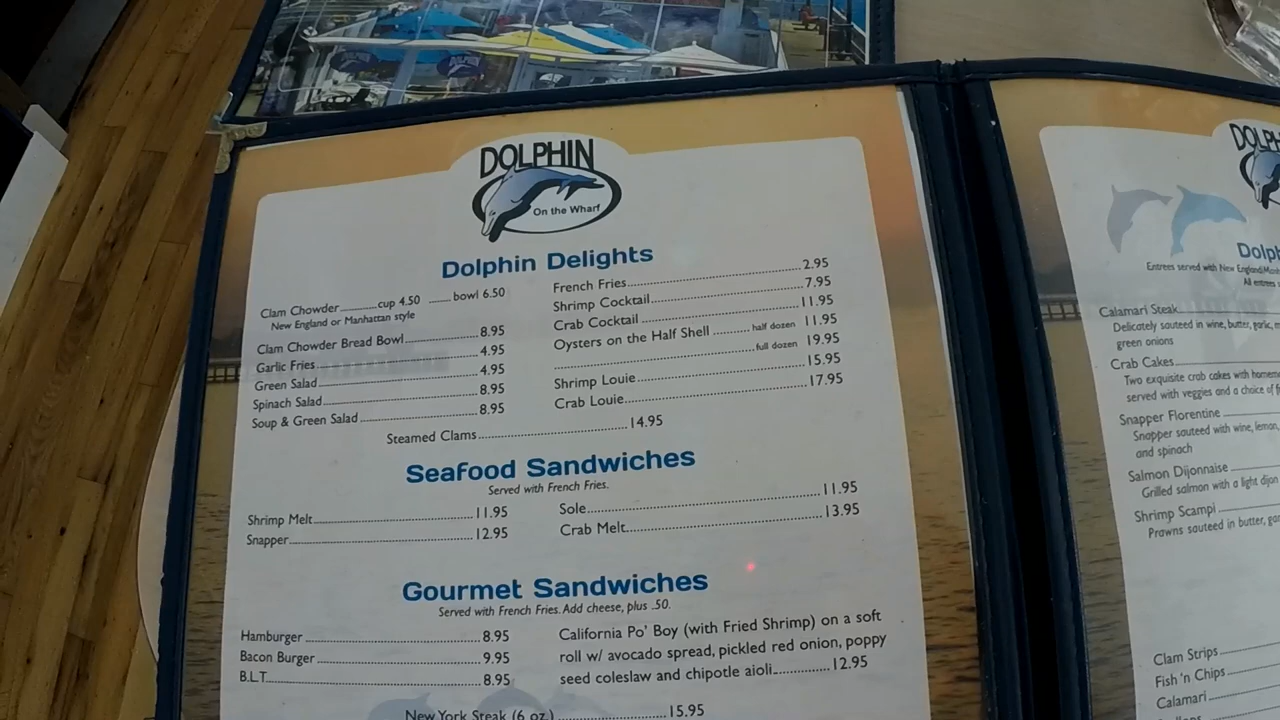 DOLPHIN
On the Wharf
Dolphin Delights
Clam Chowder..........cup 4.50 ......bowl 6.50
New England or Manhattan style
Clam Chowder Bread Bowl..........8.95
Garlic Fries..........4.95
Green Salad..........4.95
Spinach Salad..........8.95
Soup & Green Salad..........8.95
French Fries..........2.95
Shrimp Cocktail..........7.95
Crab Cocktail..........11.95
Oysters on the Half Shell .......... half dozen 11.95
.......... full dozen 19.95
Shrimp Louie..........15.95
Crab Louie..........17.95
Steamed Clams..........14.95
Seafood Sandwiches
Served with French Fries.
Shrimp Melt..........11.95
Snapper..........12.95
Sole..........11.95
Crab Melt..........13.95
Gourmet Sandwiches
Served with French Fries. Add cheese, plus .50.
Hamburger..........8.95
Bacon Burger..........9.95
B.L.T...........8.95
California Po' Boy (with Fried Shrimp) on a soft
roll w/ avocado spread, pickled red onion, poppy
seed coleslaw and chipotle aioli..........12.95
New York Steak (6 oz.)..........15.95
DOLPH
Dolph
Entrees served with New England
All entrees
Calamari Steak
Delicately sauteed in wine, butter, garlic,
green onions
Crab Cakes
Two exquisite crab cakes with homem
served with veggies and a choice of
Snapper Florentine
Snapper sauteed with wine, lemon,
and spinach
Salmon Dijonnaise
Grilled salmon with a light dijon
Shrimp Scampi
Prawns sauteed in butter, gar
Clam Strips
Fish 'n Chips
Calamari